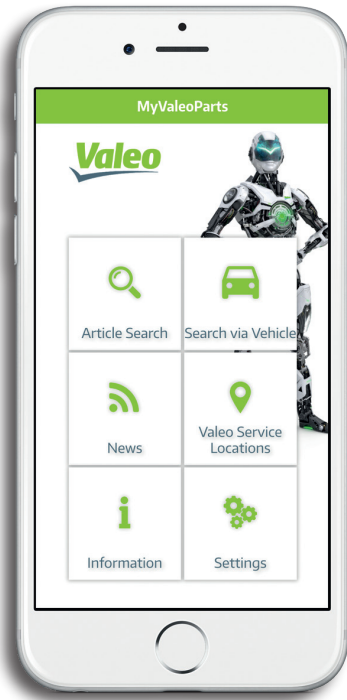 MyValeoParts
Valeo
Article Search
Search via Vehicle
News
Valeo Service
Locations
Information
Settings